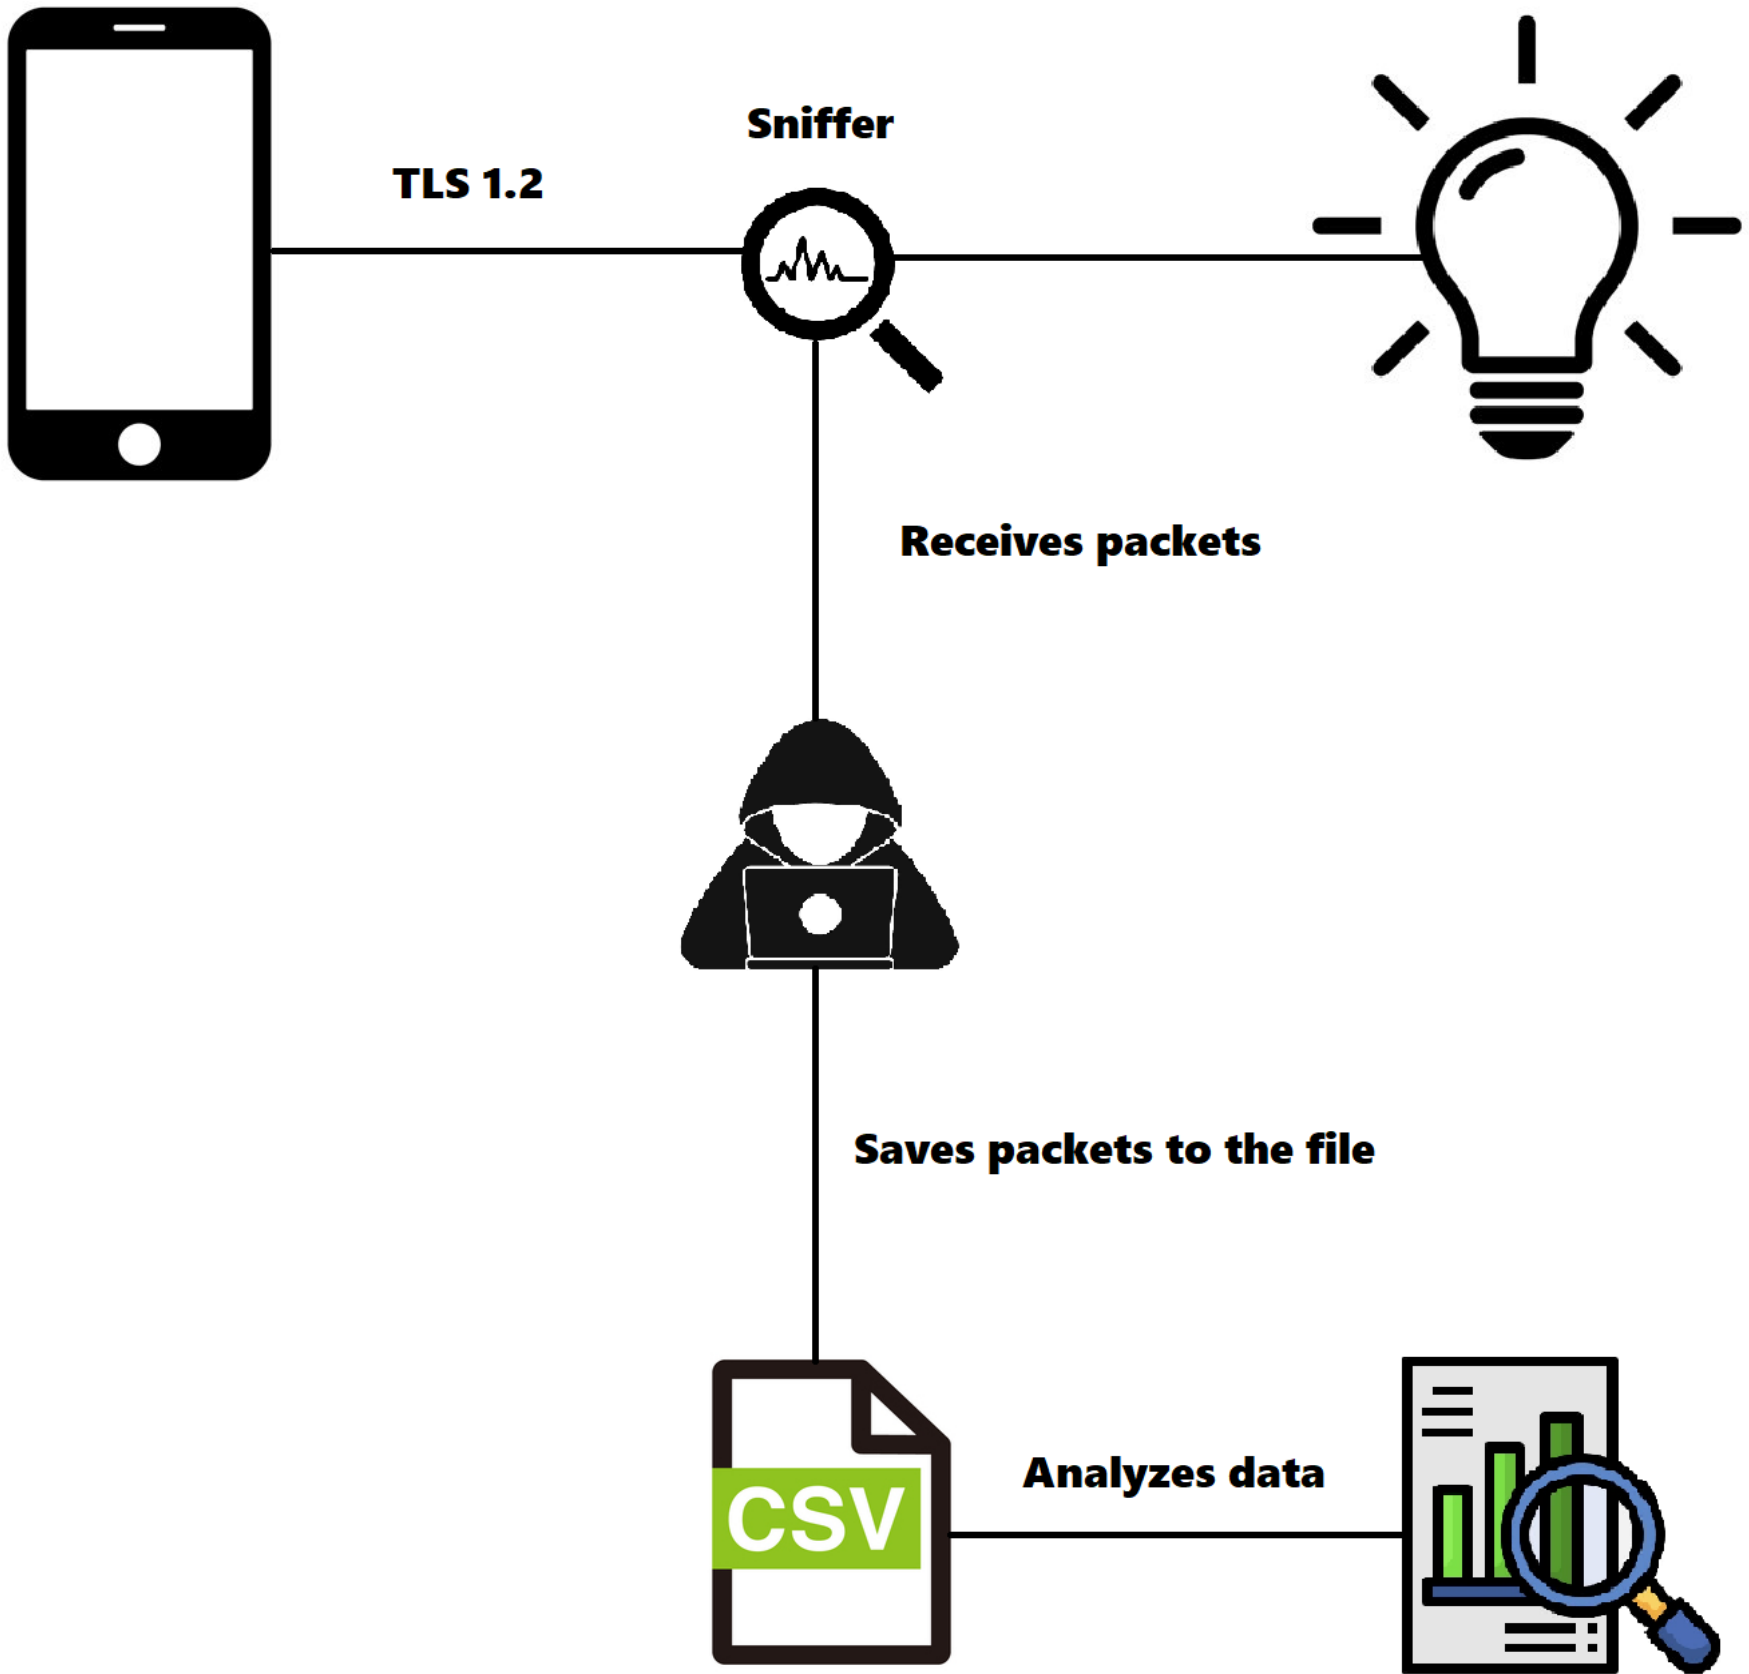 Sniffer
TLS 1.2
Receives packets
Saves packets to the file
Analyzes data
CSV